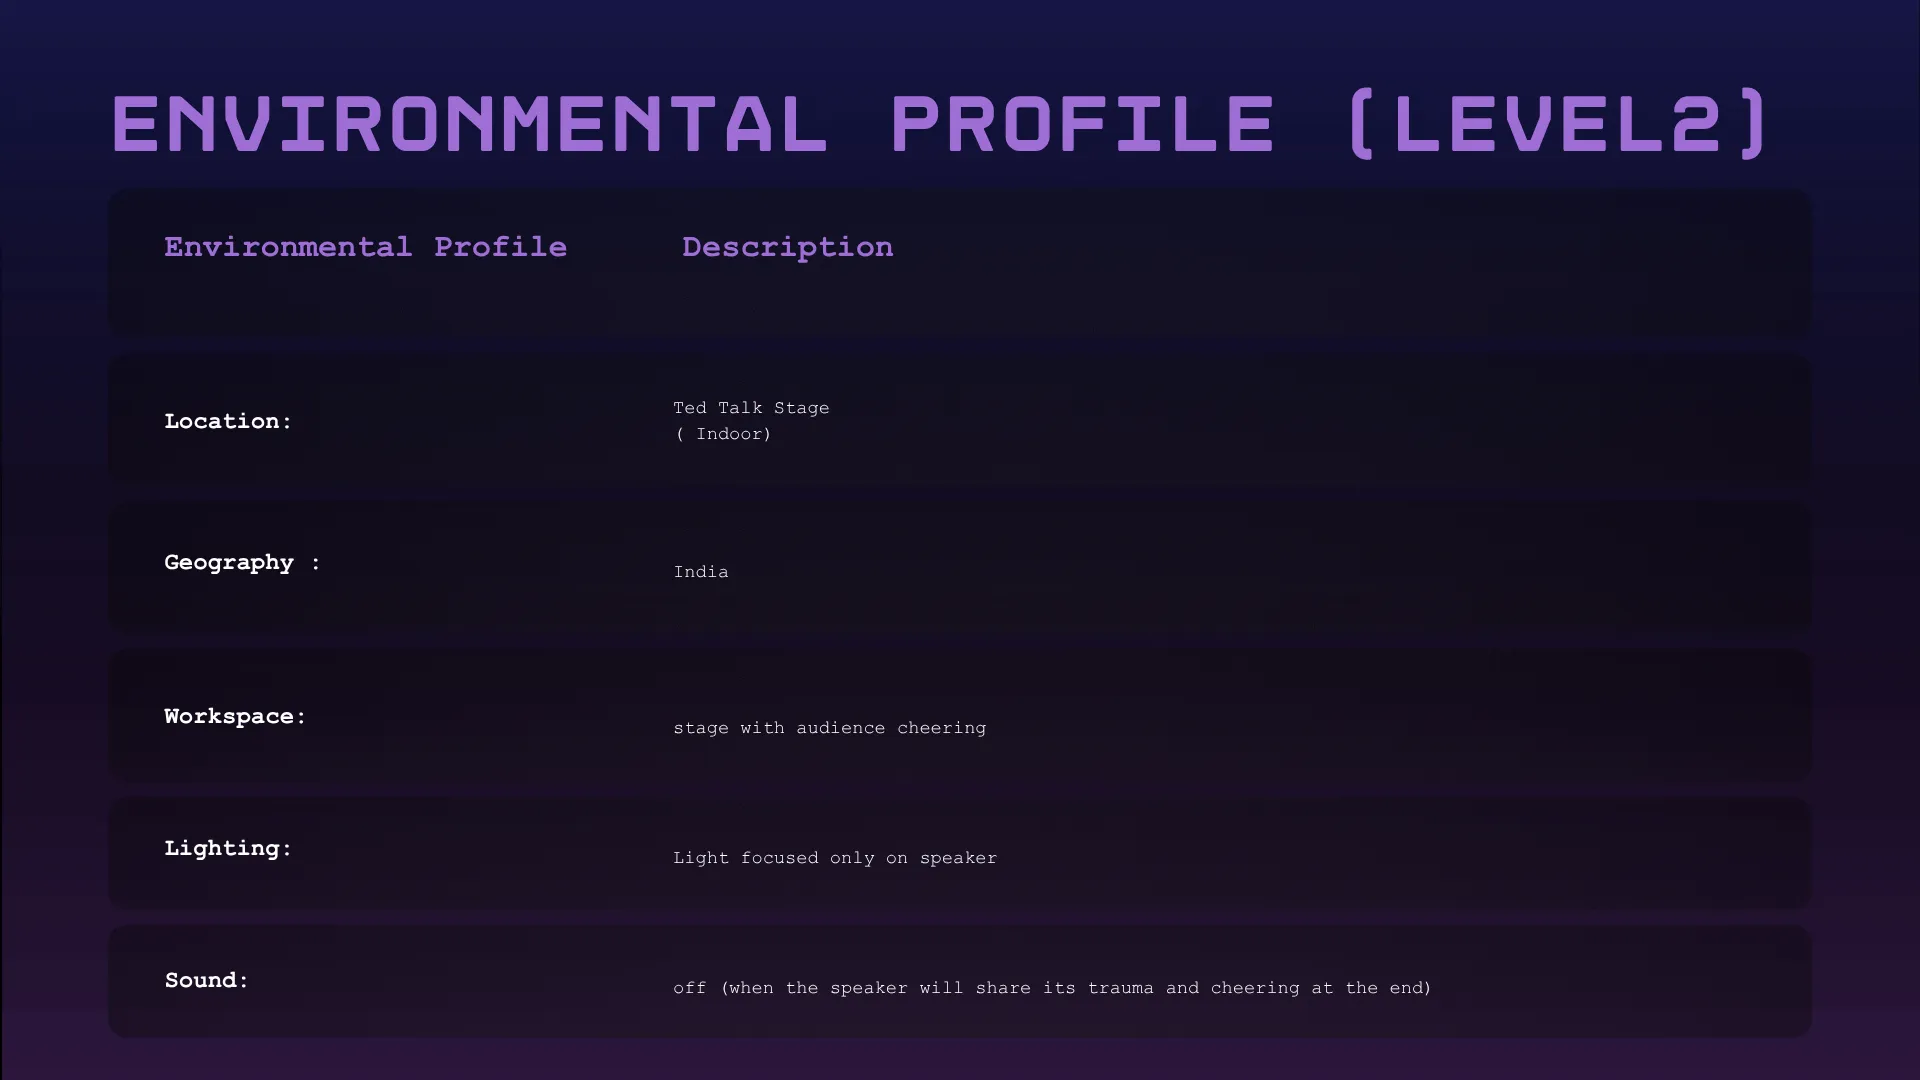 ENVIRONMENTAL PROFILE (LEVEL2)
Environmental Profile
Description
Location:
Ted Talk Stage
( Indoor)
Geography :
India
Workspace:
stage with audience cheering
Lighting:
Light focused only on speaker
Sound:
off (when the speaker will share its trauma and cheering at the end)